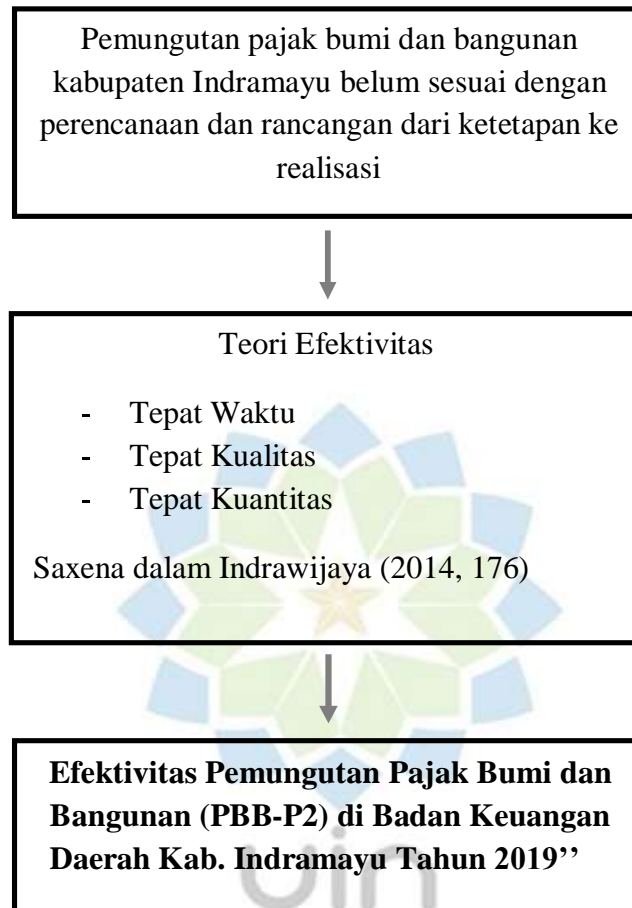 Pemungutan pajak bumi dan bangunan
kabupaten Indramayu belum sesuai dengan
perencanaan dan rancangan dari ketetapan ke
realisasi
Teori Efektivitas
- Tepat Waktu
- Tepat Kualitas
- Tepat Kuantitas
Saxena dalam Indrawijaya (2014, 176)
Efektivitas Pemungutan Pajak Bumi dan
Bangunan (PBB-P2) di Badan Keuangan
Daerah Kab. Indramayu Tahun 2019’’
uin